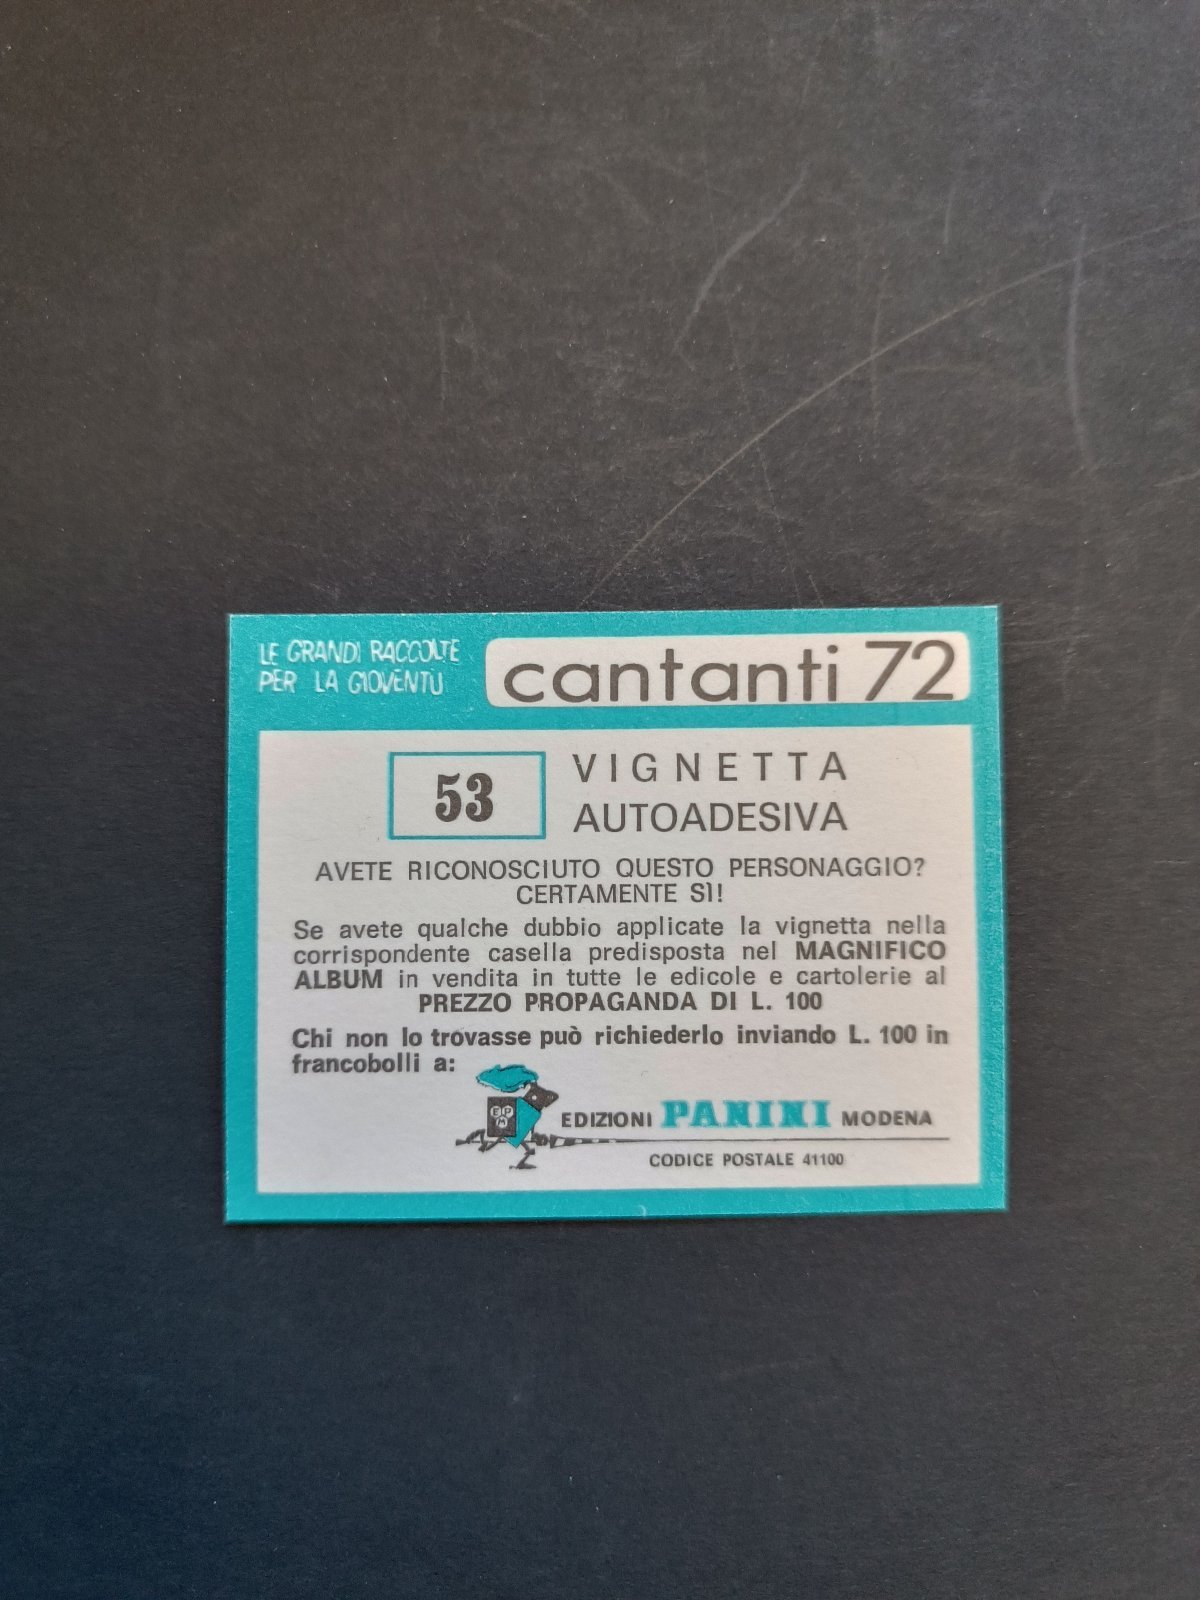 LE GRANDI RACCOLTE
PER LA GIOVENTÙ
cantanti 72
53
VIGNETTA
AUTOADESIVA
AVETE RICONOSCIUTO QUESTO PERSONAGGIO?
CERTAMENTE SÌ!
Se avete qualche dubbio applicate la vignetta nella
corrispondente casella predisposta nel MAGNIFICO
ALBUM in vendita in tutte le edicole e cartolerie al
PREZZO PROPAGANDA DI L. 100
Chi non lo trovasse può richiederlo inviando L. 100 in
francobolli a:
E P
M
EDIZIONI PANINI MODENA
CODICE POSTALE 41100